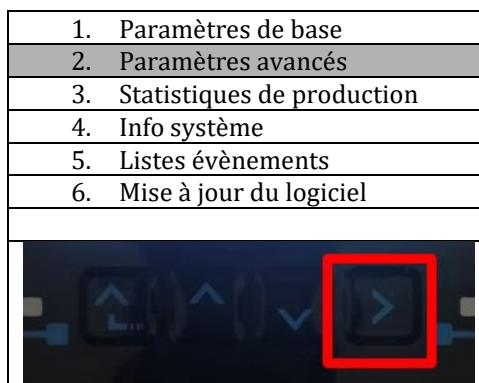 1. Paramètres de base
2. Paramètres avancés
3. Statistiques de production
4. Info système
5. Listes évènements
6. Mise à jour du logiciel